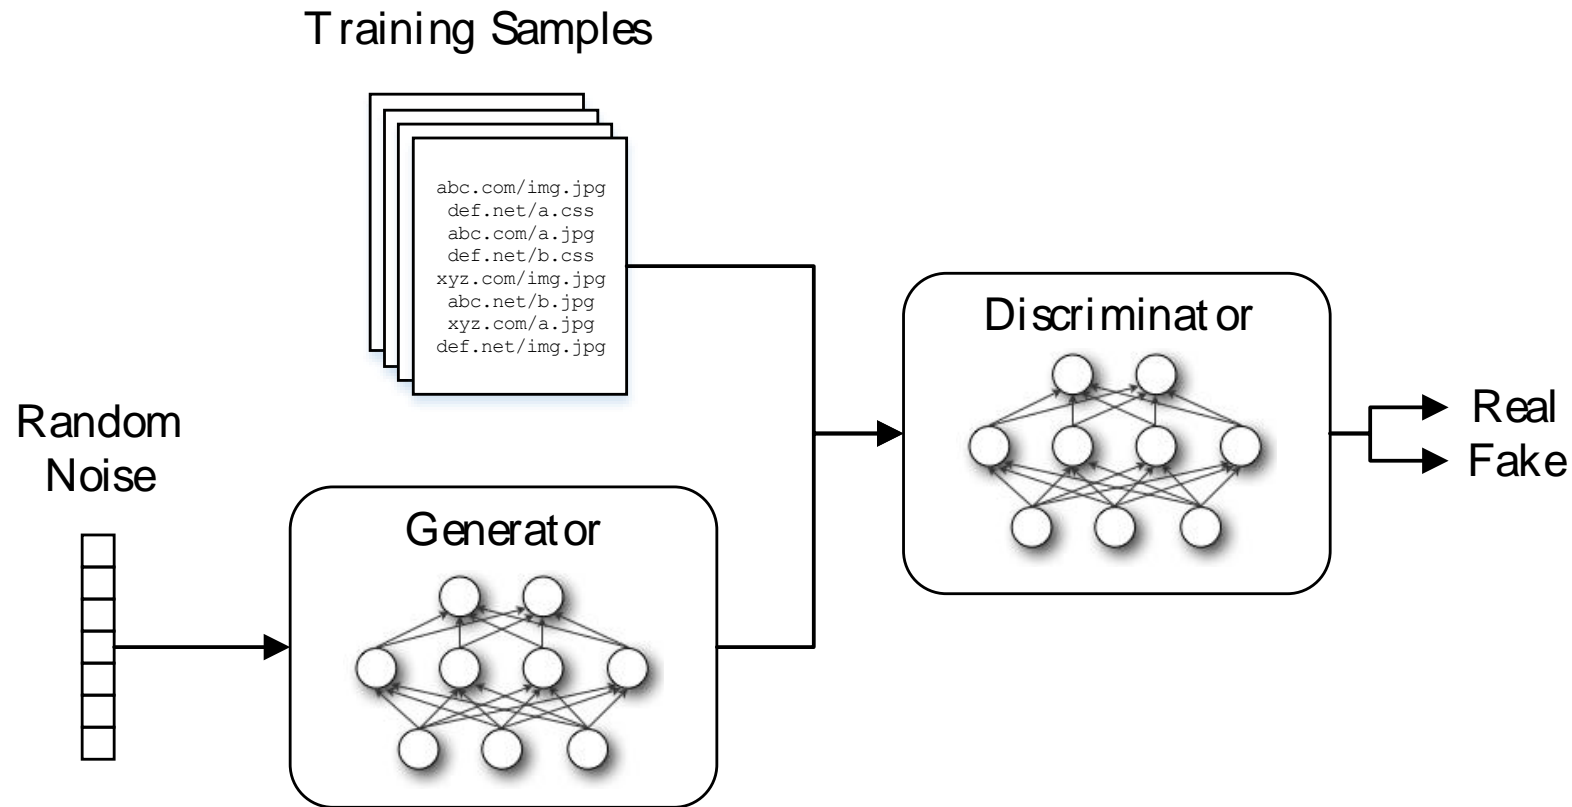 Training Samples
abc.com/img.jpg
def.net/a.css
abc.com/a.jpg
def.net/b.css
xyz.com/img.jpg
abc.net/b.jpg
xyz.com/a.jpg
def.net/img.jpg
Random
Noise
Generator
Discriminator
Real
Fake